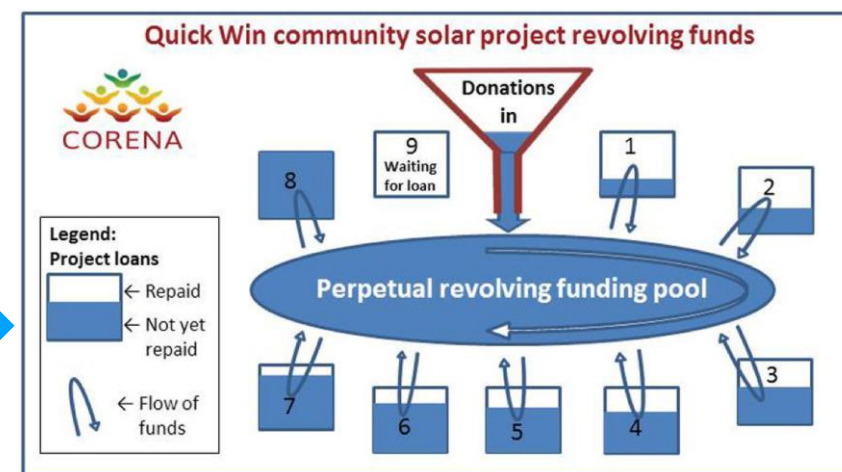 Quick Win community solar project revolving funds
CORENA
Donations
in
9
Waiting
for loan
1
8
2
Legend:
Project loans
← Repaid
← Not yet
repaid
← Flow of
funds
Perpetual revolving funding pool
7
6
5
4
3